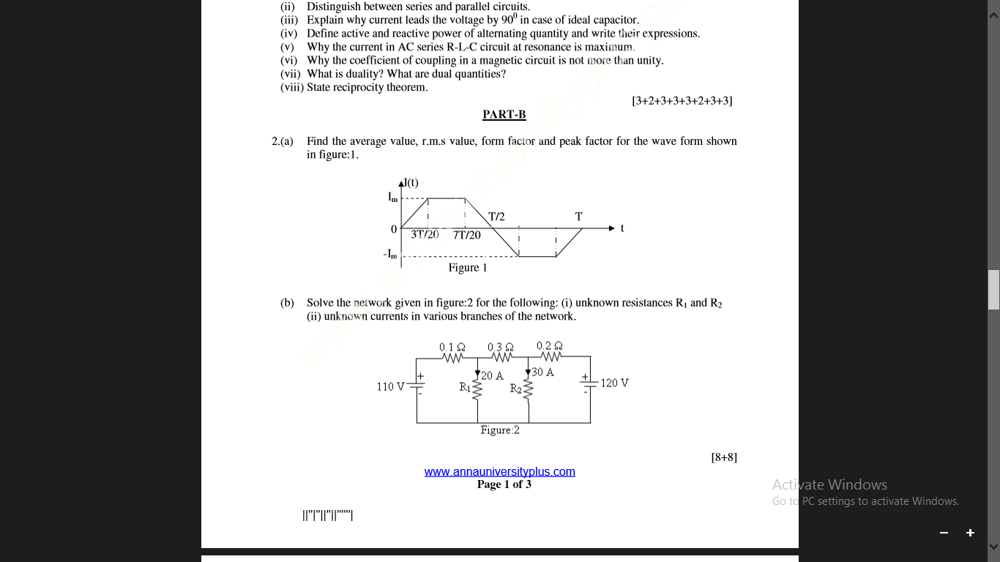 (ii) Distinguish between series and parallel circuits.
(iii) Explain why current leads the voltage by 90⁰ in case of ideal capacitor.
(iv) Define active and reactive power of alternating quantity and write their expressions.
(v) Why the current in AC series R-L-C circuit at resonance is maximum.
(vi) Why the coefficient of coupling in a magnetic circuit is not more than unity.
(vii) What is duality? What are dual quantities?
(viii) State reciprocity theorem.
[3+2+3+3+3+2+3+3]
PART-B
2.(a) Find the average value, r.m.s value, form factor and peak factor for the wave form shown
in figure:1.
I(t)
Im
T/2
T
0
t
3T/20 7T/20
-Im
Figure 1
(b) Solve the network given in figure:2 for the following: (i) unknown resistances R₁ and R₂
(ii) unknown currents in various branches of the network.
0.1 Ω 0.3 Ω 0.2 Ω
+ 20 A 30 A +
110 V R₁ R₂ 120 V
- -
Figure:2
[8+8]
www.annauniversityplus.com
Page 1 of 3
||"|"||"||""""|
Activate Windows
Go to PC settings to activate Windows.